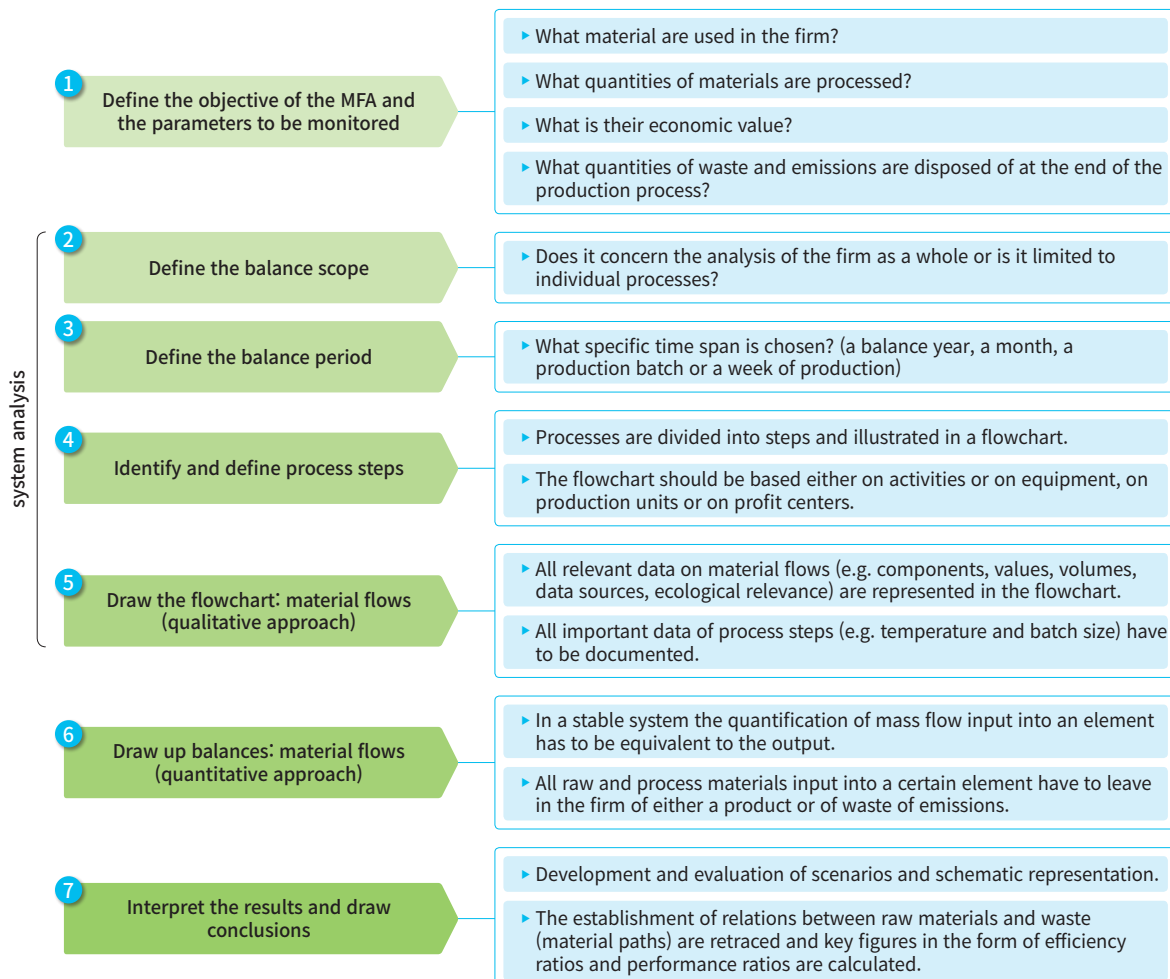 1
Define the objective of the MFA and
the parameters to be monitored
▸ What material are used in the firm?
▸ What quantities of materials are processed?
▸ What is their economic value?
▸ What quantities of waste and emissions are disposed of at the end of the
production process?
system analysis
2
Define the balance scope
▸ Does it concern the analysis of the firm as a whole or is it limited to
individual processes?
3
Define the balance period
▸ What specific time span is chosen? (a balance year, a month, a
production batch or a week of production)
4
Identify and define process steps
▸ Processes are divided into steps and illustrated in a flowchart.
▸ The flowchart should be based either on activities or on equipment, on
production units or on profit centers.
5
Draw the flowchart: material flows
(qualitative approach)
▸ All relevant data on material flows (e.g. components, values, volumes,
data sources, ecological relevance) are represented in the flowchart.
▸ All important data of process steps (e.g. temperature and batch size) have
to be documented.
6
Draw up balances: material flows
(quantitative approach)
▸ In a stable system the quantification of mass flow input into an element
has to be equivalent to the output.
▸ All raw and process materials input into a certain element have to leave
in the firm of either a product or of waste of emissions.
7
Interpret the results and draw
conclusions
▸ Development and evaluation of scenarios and schematic representation.
▸ The establishment of relations between raw materials and waste
(material paths) are retraced and key figures in the form of efficiency
ratios and performance ratios are calculated.